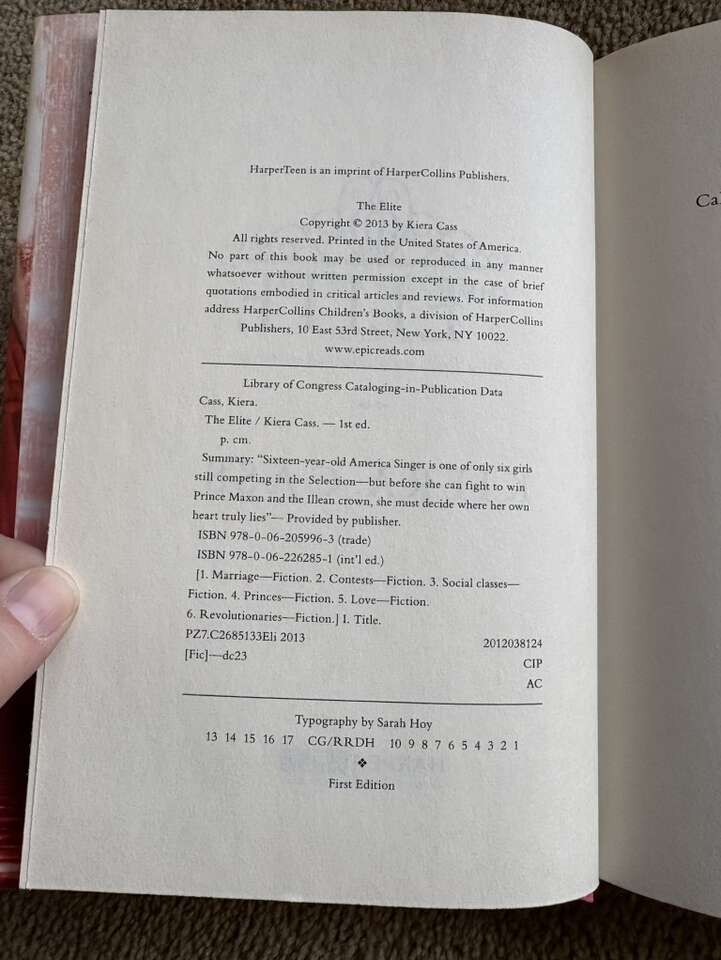 HarperTeen is an imprint of HarperCollins Publishers.
The Elite
Copyright © 2013 by Kiera Cass
All rights reserved. Printed in the United States of America.
No part of this book may be used or reproduced in any manner
whatsoever without written permission except in the case of brief
quotations embodied in critical articles and reviews. For information
address HarperCollins Children's Books, a division of HarperCollins
Publishers, 10 East 53rd Street, New York, NY 10022.
www.epicreads.com
Library of Congress Cataloging-in-Publication Data
Cass, Kiera.
The Elite / Kiera Cass. — 1st ed.
p. cm.
Summary: "Sixteen-year-old America Singer is one of only six girls
still competing in the Selection—but before she can fight to win
Prince Maxon and the Illean crown, she must decide where her own
heart truly lies"— Provided by publisher.
ISBN 978-0-06-205996-3 (trade)
ISBN 978-0-06-226285-1 (int'l ed.)
[1. Marriage—Fiction. 2. Contests—Fiction. 3. Social classes—
Fiction. 4. Princes—Fiction. 5. Love—Fiction.
6. Revolutionaries—Fiction.] I. Title.
PZ7.C2685133Eli 2013 2012038124
[Fic]—dc23 CIP
AC
Typography by Sarah Hoy
13 14 15 16 17 CG/RRDH 10 9 8 7 6 5 4 3 2 1
❖
First Edition
Ca